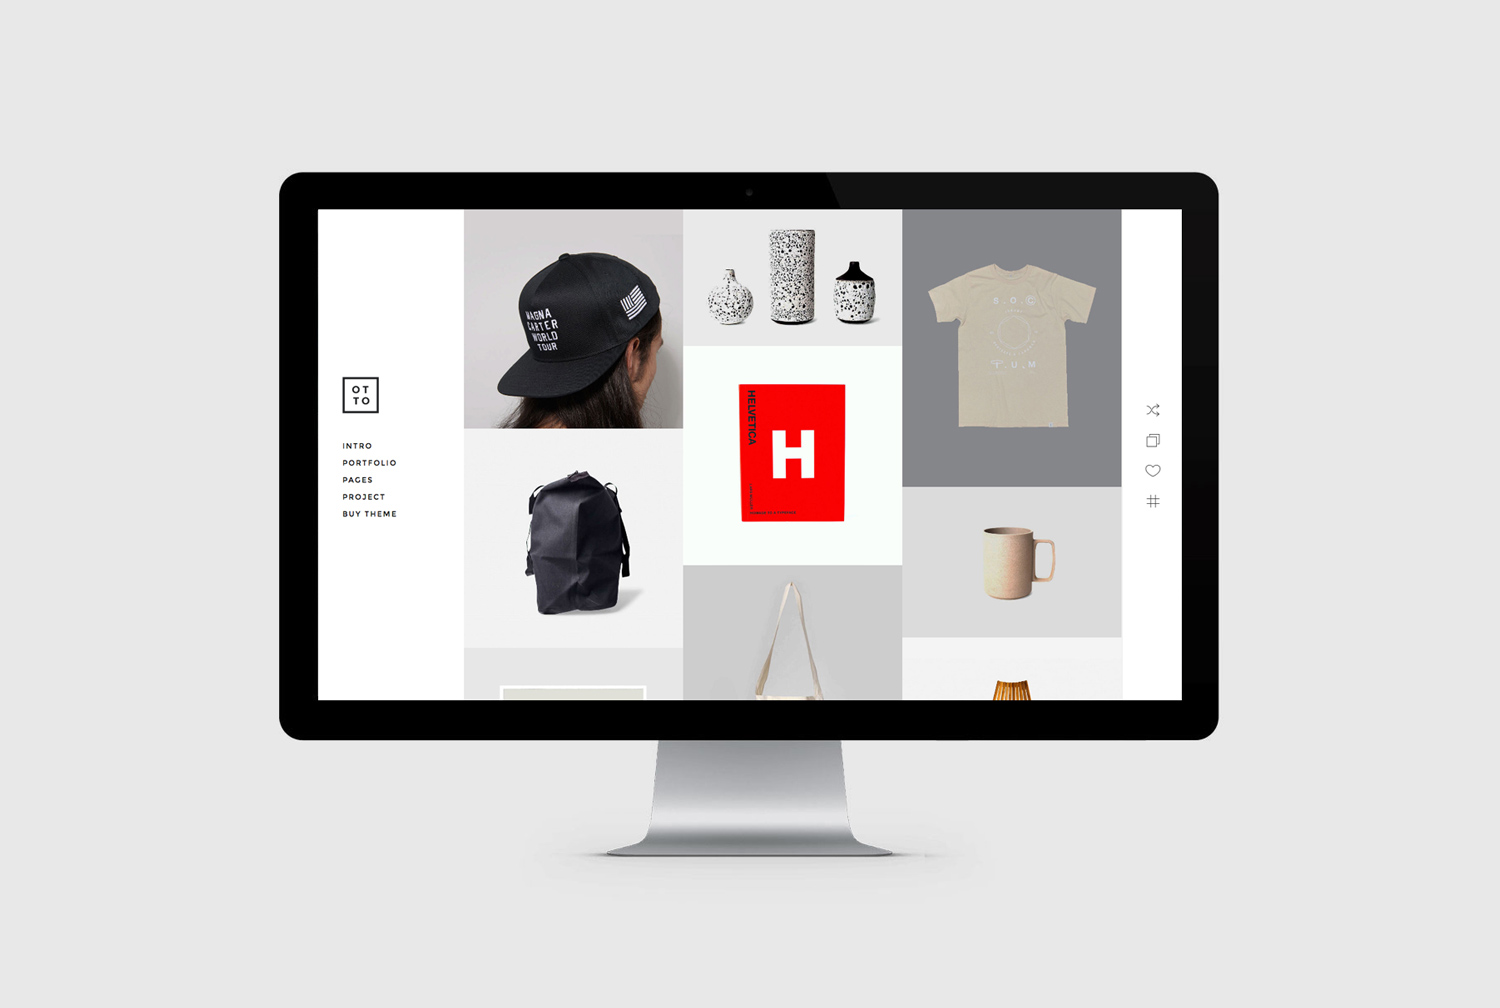 OT
TO
INTRO
PORTFOLIO
PAGES
PROJECT
BUY THEME
MAGNA
CARTER
WORLD
TOUR
HELVETICA
H
B.O.C
T.U.M